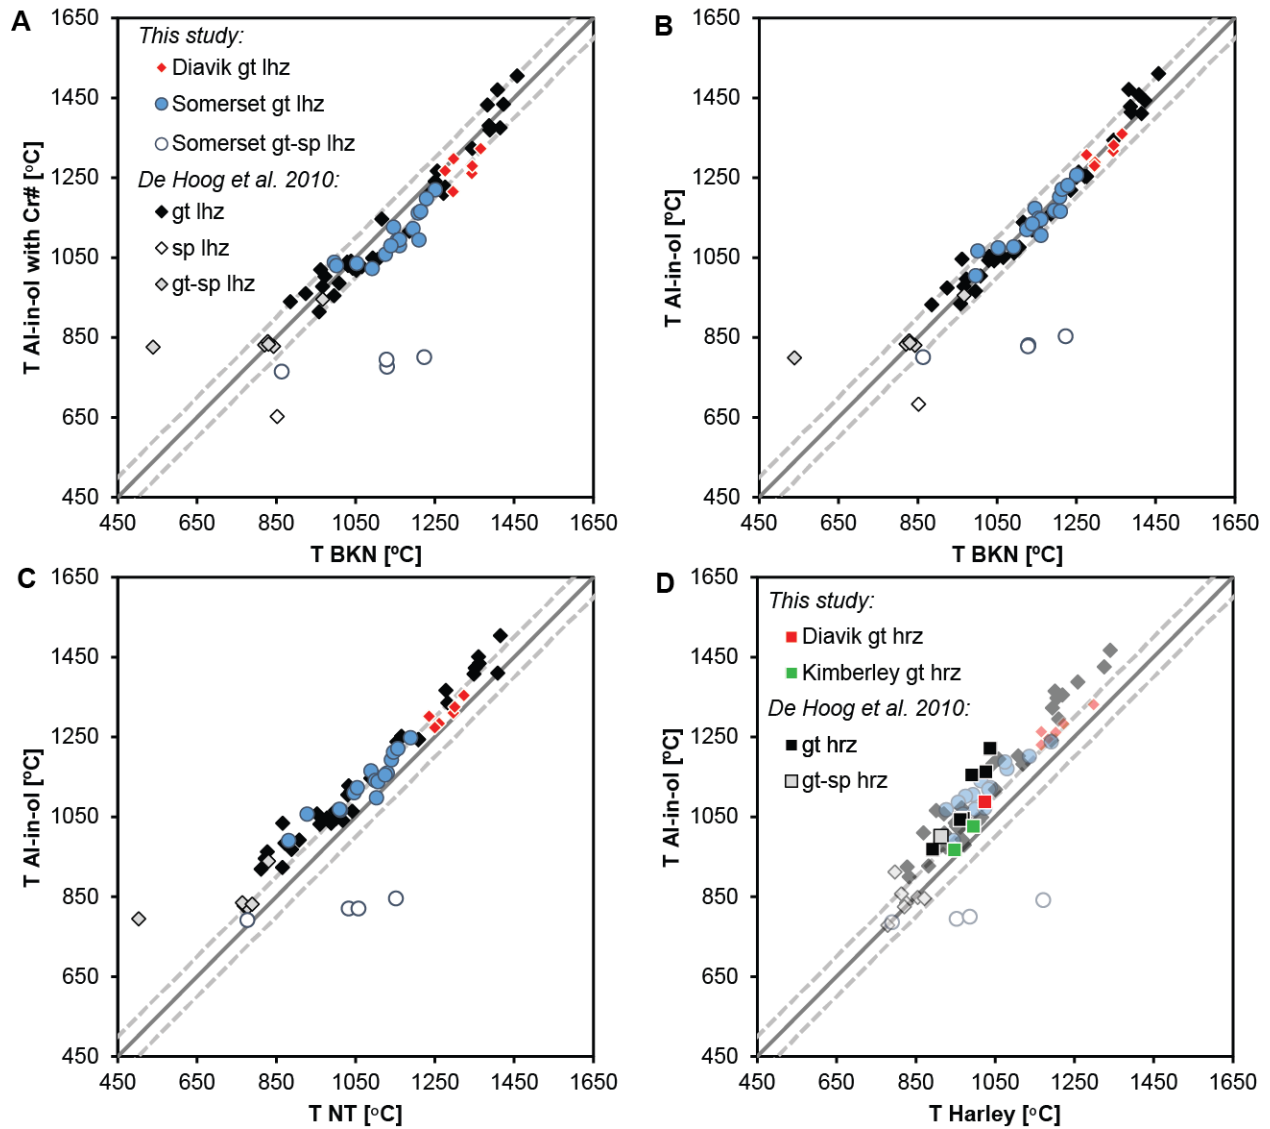 A
1650
1450
1250
1050
850
650
450
T Al-in-ol with Cr# [ºC]
This study:
Diavik gt lhz
Somerset gt lhz
Somerset gt-sp lhz
De Hoog et al. 2010:
gt lhz
sp lhz
gt-sp lhz
450 650 850 1050 1250 1450 1650
T BKN [ºC]
B
1650
1450
1250
1050
850
650
450
T Al-in-ol [ºC]
450 650 850 1050 1250 1450 1650
T BKN [ºC]
C
1650
1450
1250
1050
850
650
450
T Al-in-ol [ºC]
450 650 850 1050 1250 1450 1650
T NT [ºC]
D
1650
1450
1250
1050
850
650
450
T Al-in-ol [ºC]
This study:
Diavik gt hrz
Kimberley gt hrz
De Hoog et al. 2010:
gt hrz
gt-sp hrz
450 650 850 1050 1250 1450 1650
T Harley [ºC]